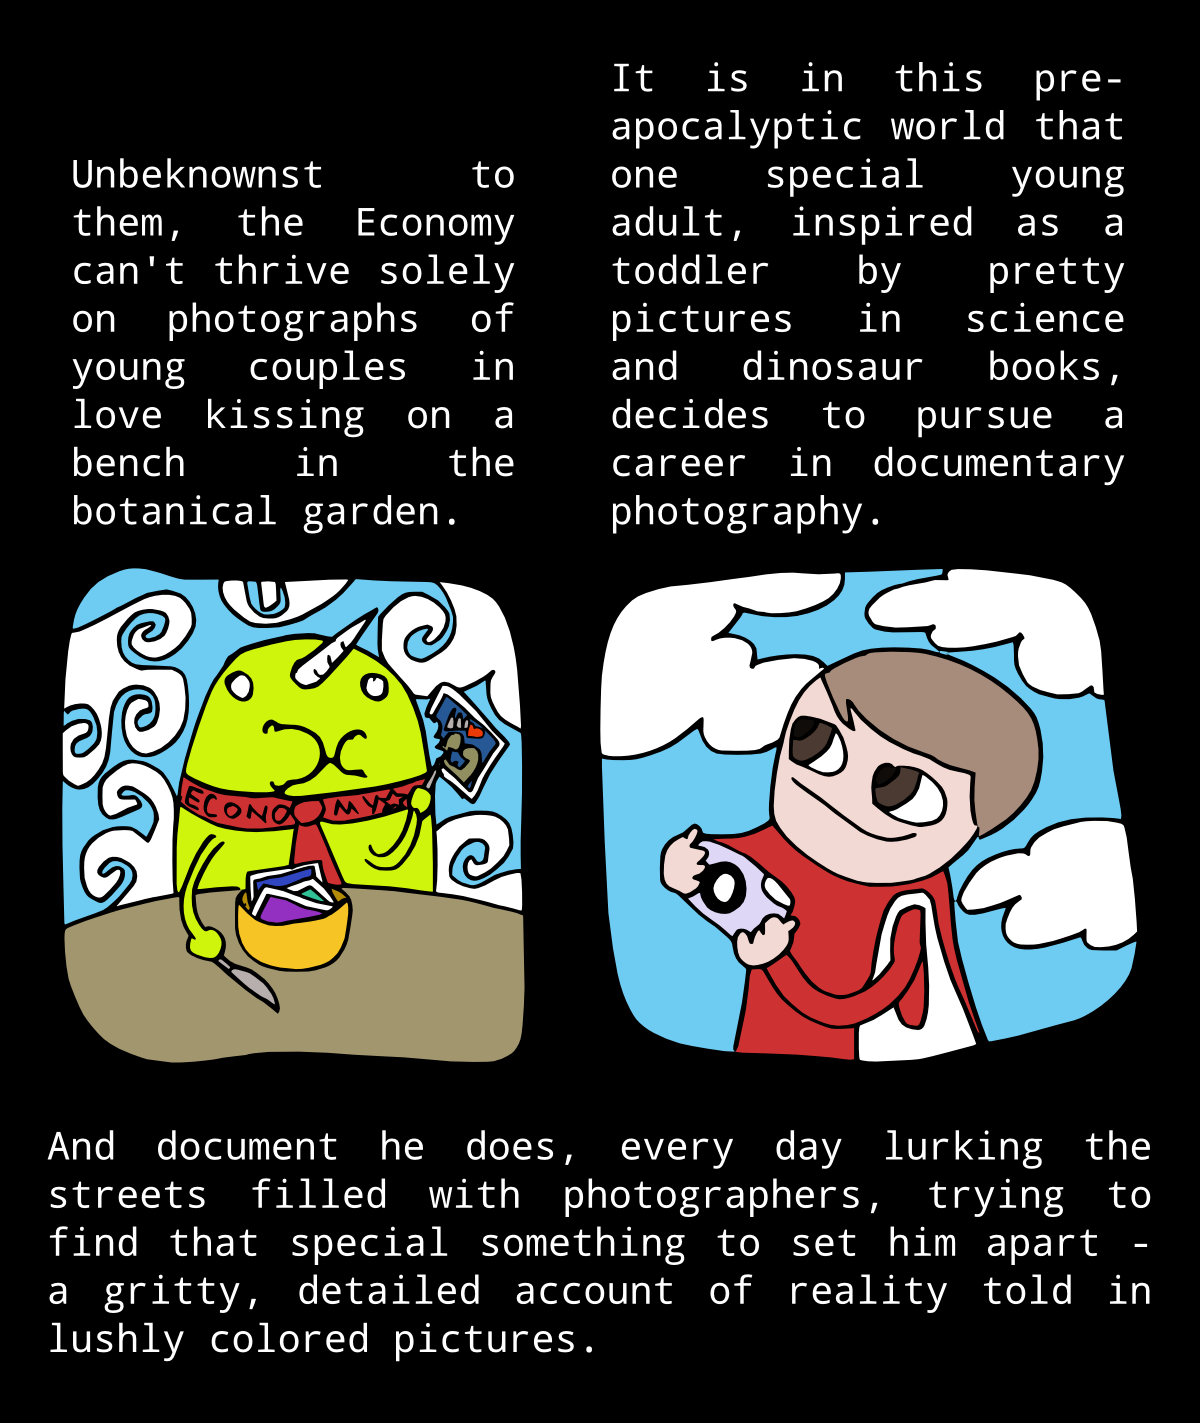 Unbeknownst to
them, the Economy
can't thrive solely
on photographs of
young couples in
love kissing on a
bench in the
botanical garden.
It is in this pre-
apocalyptic world that
one special young
adult, inspired as a
toddler by pretty
pictures in science
and dinosaur books,
decides to pursue a
career in documentary
photography.
ECONOMY
And document he does, every day lurking the
streets filled with photographers, trying to
find that special something to set him apart -
a gritty, detailed account of reality told in
lushly colored pictures.